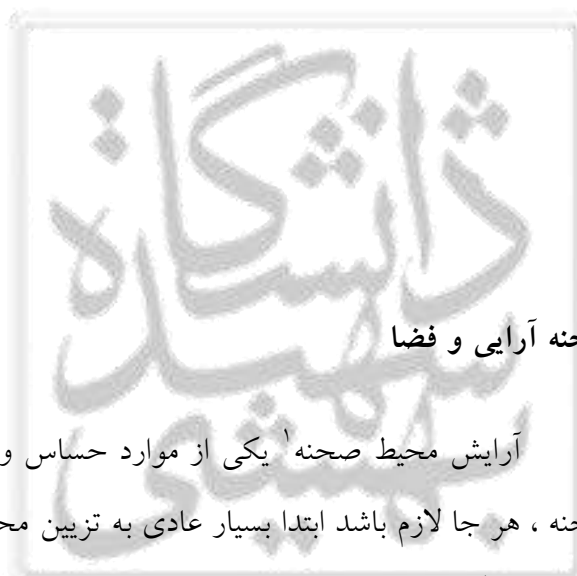 دانشگاه
شهید
بهشتی
حنه آرایی و فضا
آرایش محیط صحنه۱ یکی از موارد حساس و
حنه ، هر جا لازم باشد ابتدا بسیار عادی به تزیین مح